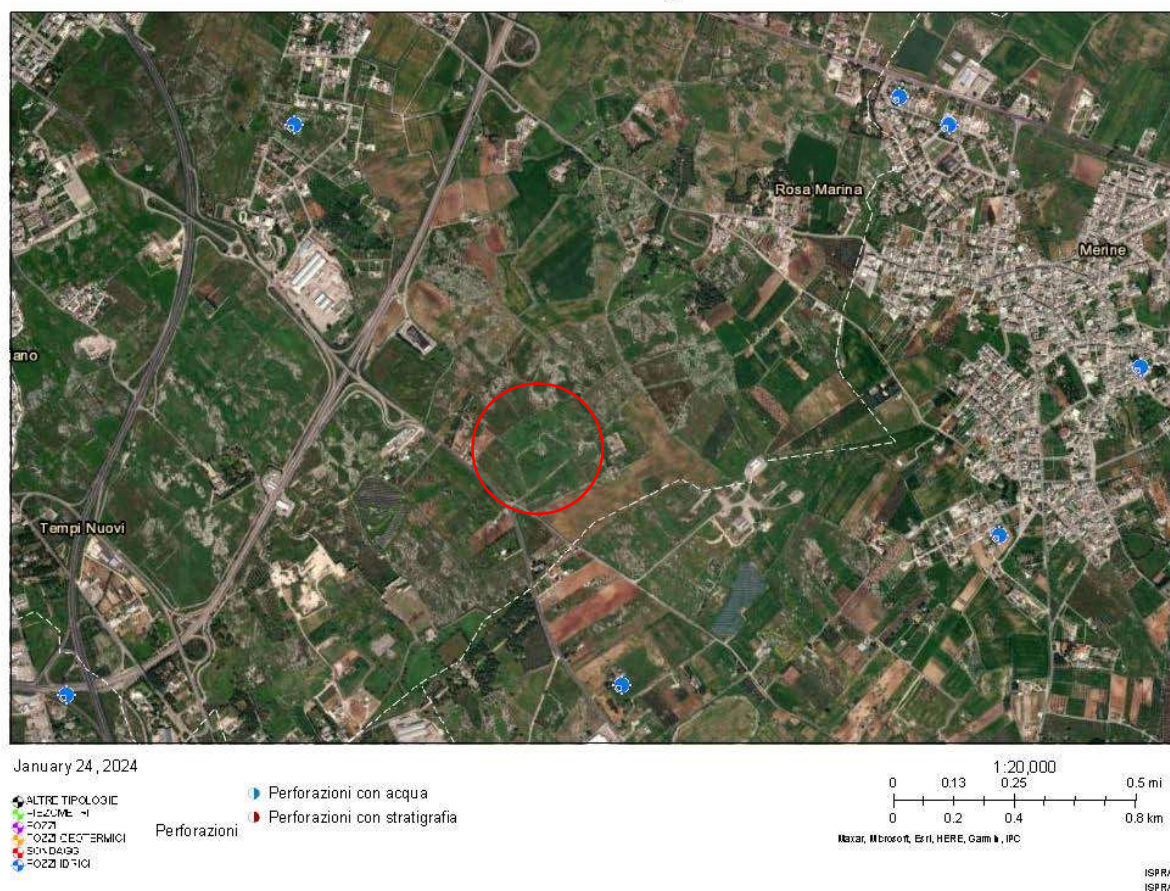 Rosa Marina
Merine
iano
Tempi Nuovi
January 24, 2024
ALTRE TIPOLOGIE
POZZI
POZZI GEOTERMICI
SONDAGGI
POZZI IDRICI
Perforazioni
Perforazioni con acqua
Perforazioni con stratigrafia
1:20,000
0 0.13 0.25 0.5 mi
0 0.2 0.4 0.8 km
Maxar, Microsoft, Esri, HERE, Garmin, iPC
ISPRA
ISPRA